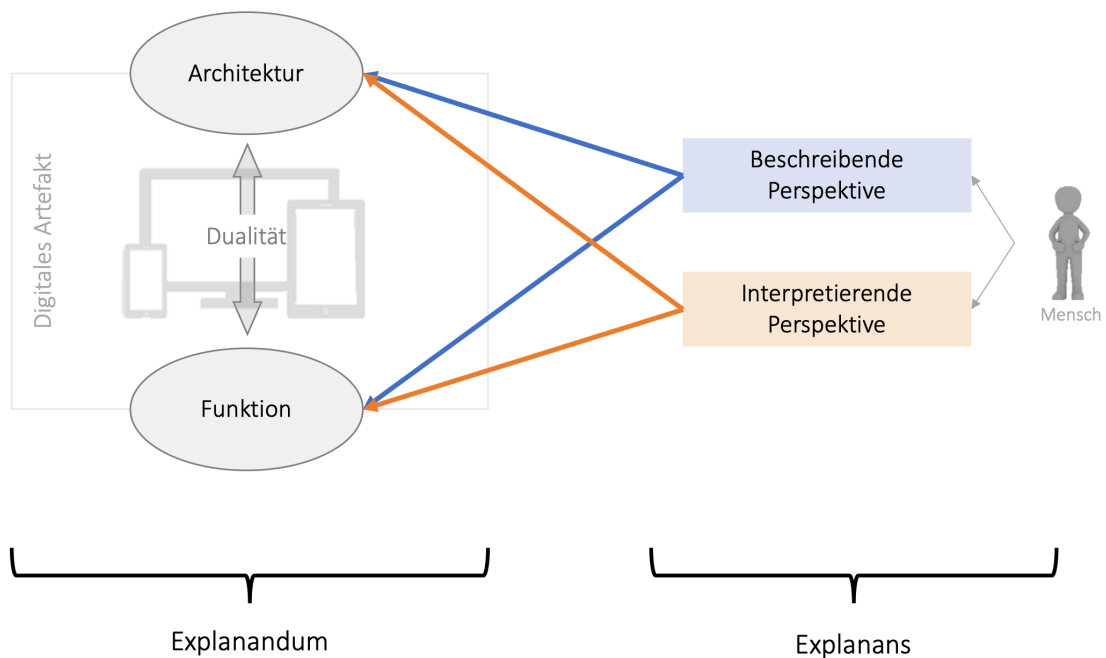 Architektur
Digitales Artefakt
Dualität
Funktion
Beschreibende
Perspektive
Interpretierende
Perspektive
Mensch
Explanandum
Explanans